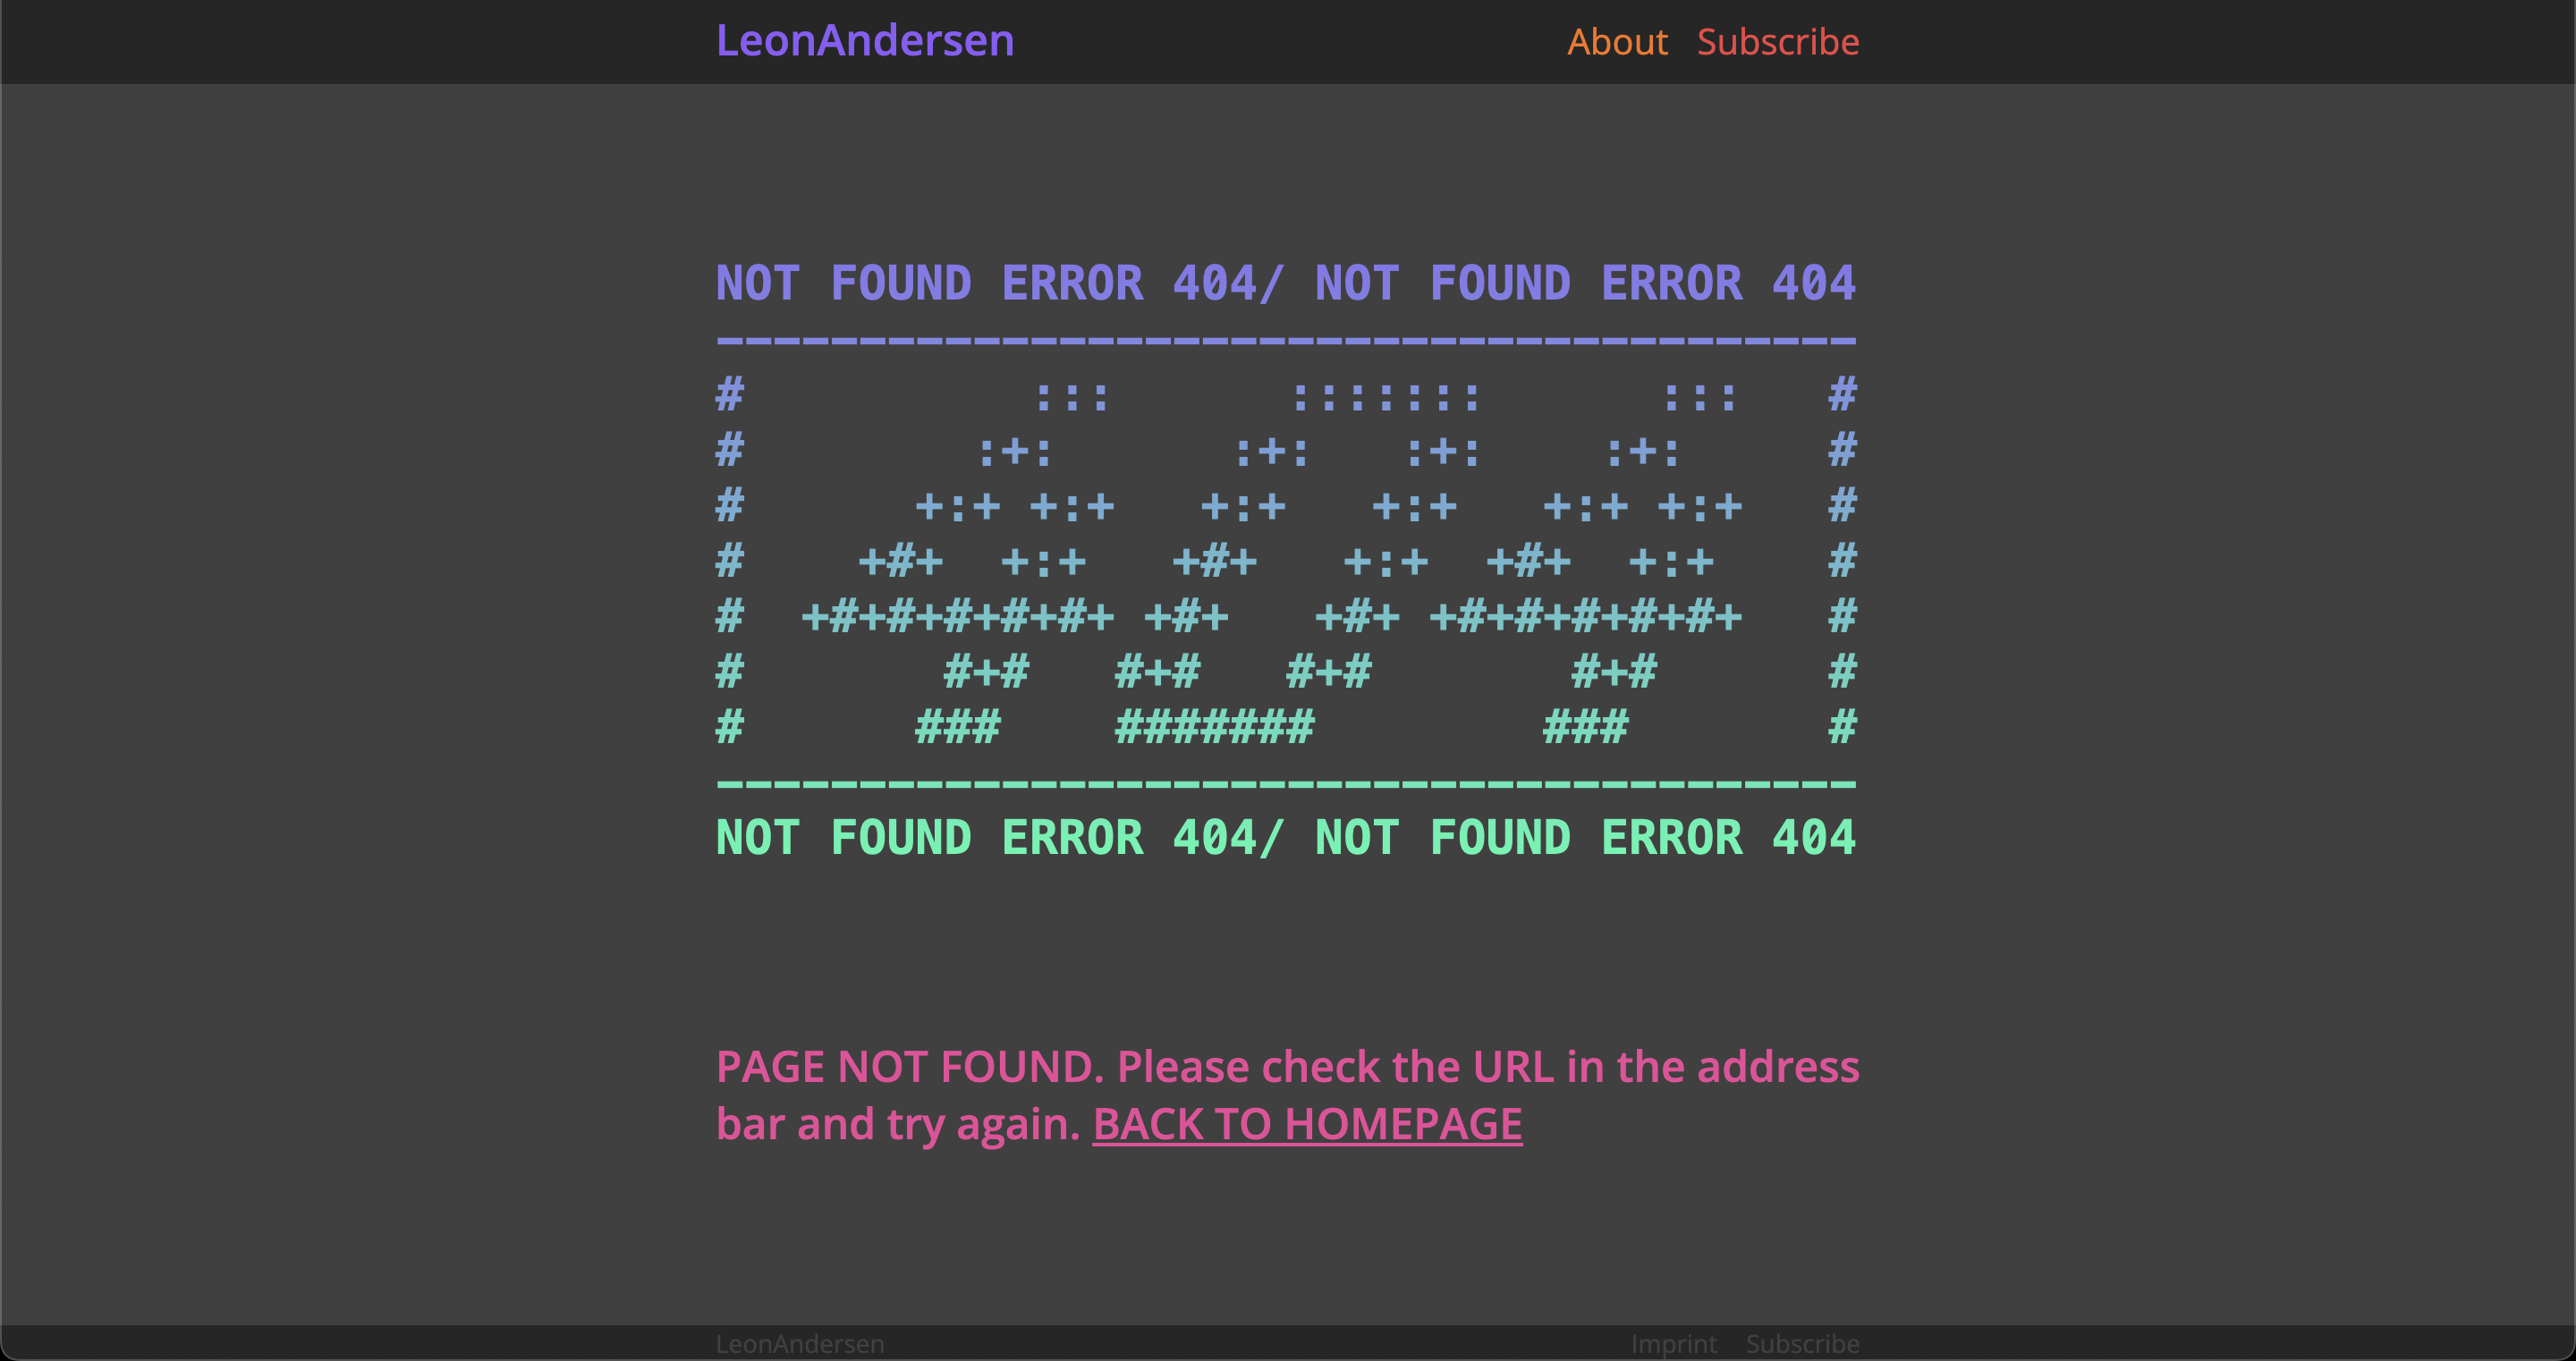 LeonAndersen
About Subscribe
NOT FOUND ERROR 404/ NOT FOUND ERROR 404
----------------------------------------
#          :::      :::::::      :::   #
#        :+:      :+:   :+:    :+:     #
#      +:+ +:+   +:+   +:+   +:+ +:+   #
#    +#+  +:+   +#+   +:+  +#+  +:+    #
#  +#+#+#+#+#+ +#+   +#+ +#+#+#+#+#+   #
#       #+#   #+#   #+#       #+#      #
#      ###    #######        ###       #
----------------------------------------
NOT FOUND ERROR 404/ NOT FOUND ERROR 404
PAGE NOT FOUND. Please check the URL in the address
bar and try again. BACK TO HOMEPAGE
LeonAndersen
Imprint Subscribe